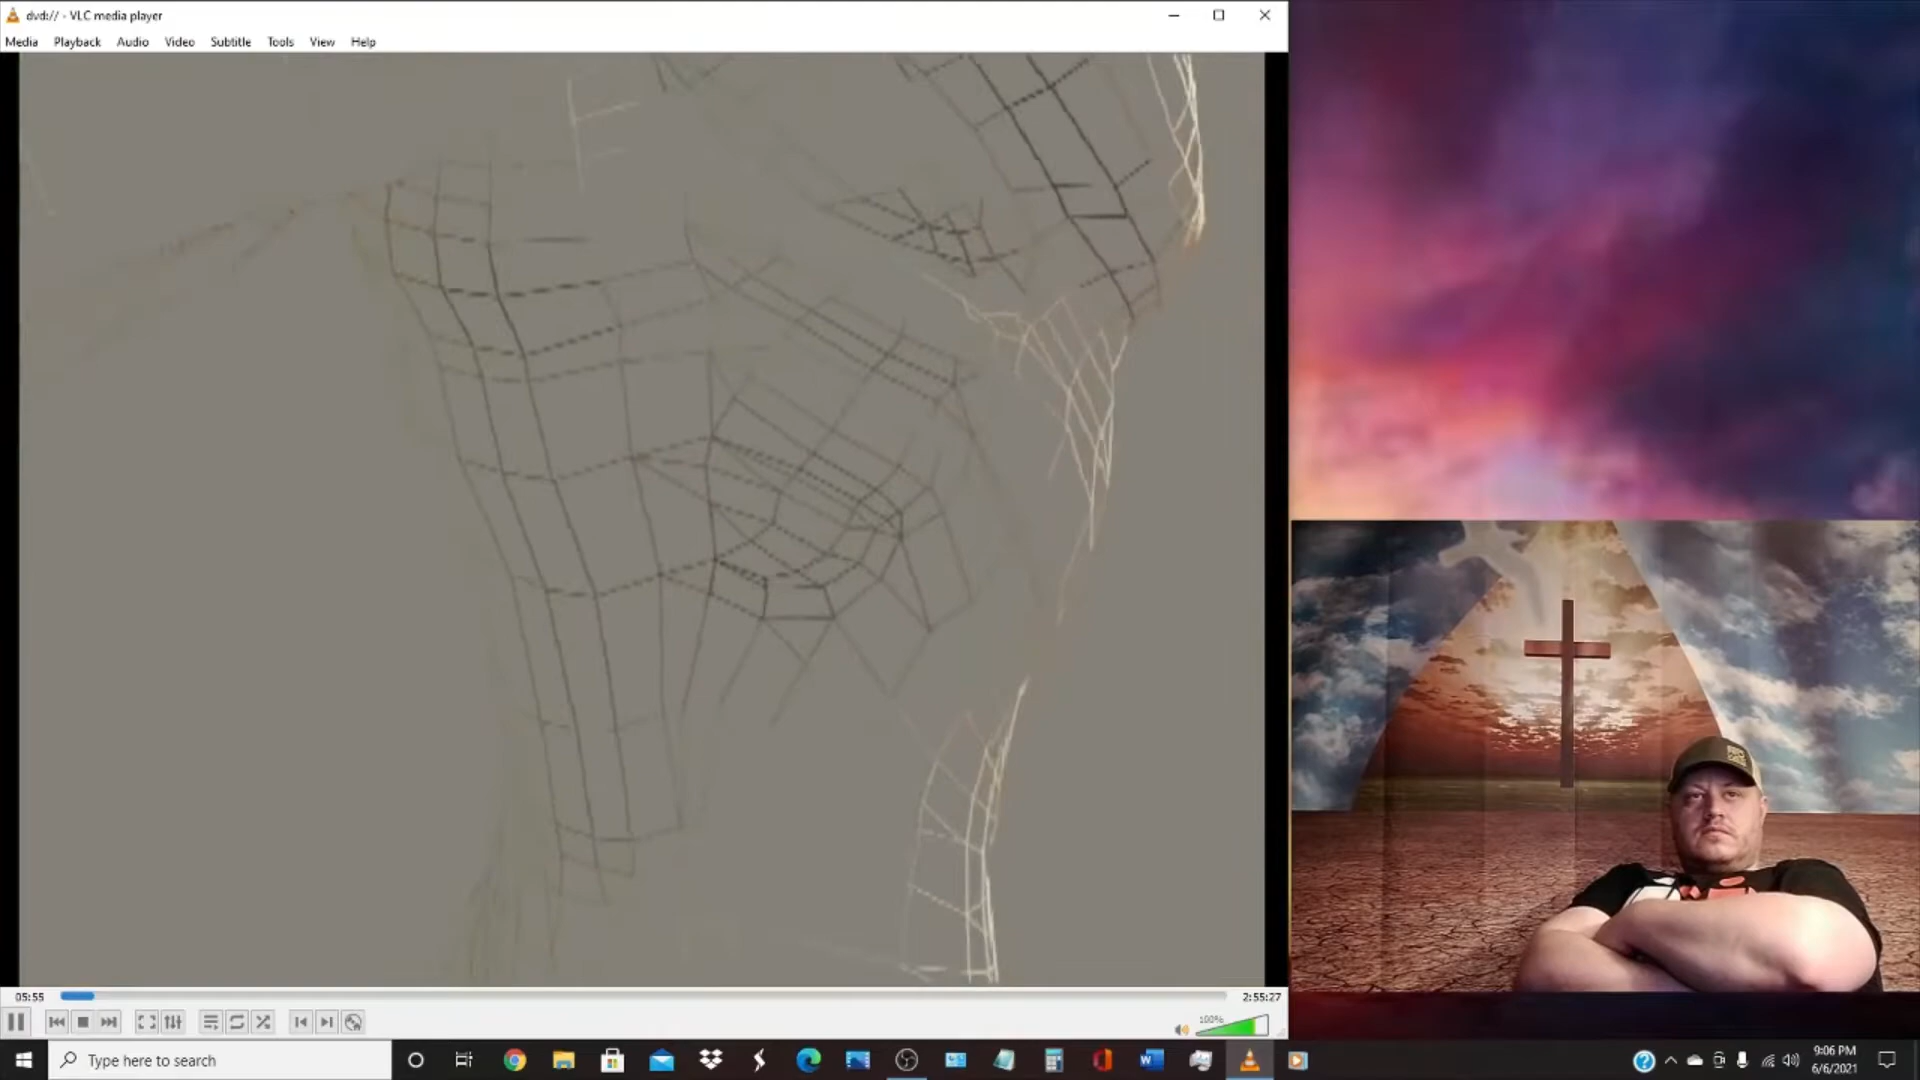 dvd:// - VLC media player
Media Playback Audio Video Subtitle Tools View Help
05:55
2:55:27
100%
Type here to search
9:06 PM
6/6/2021